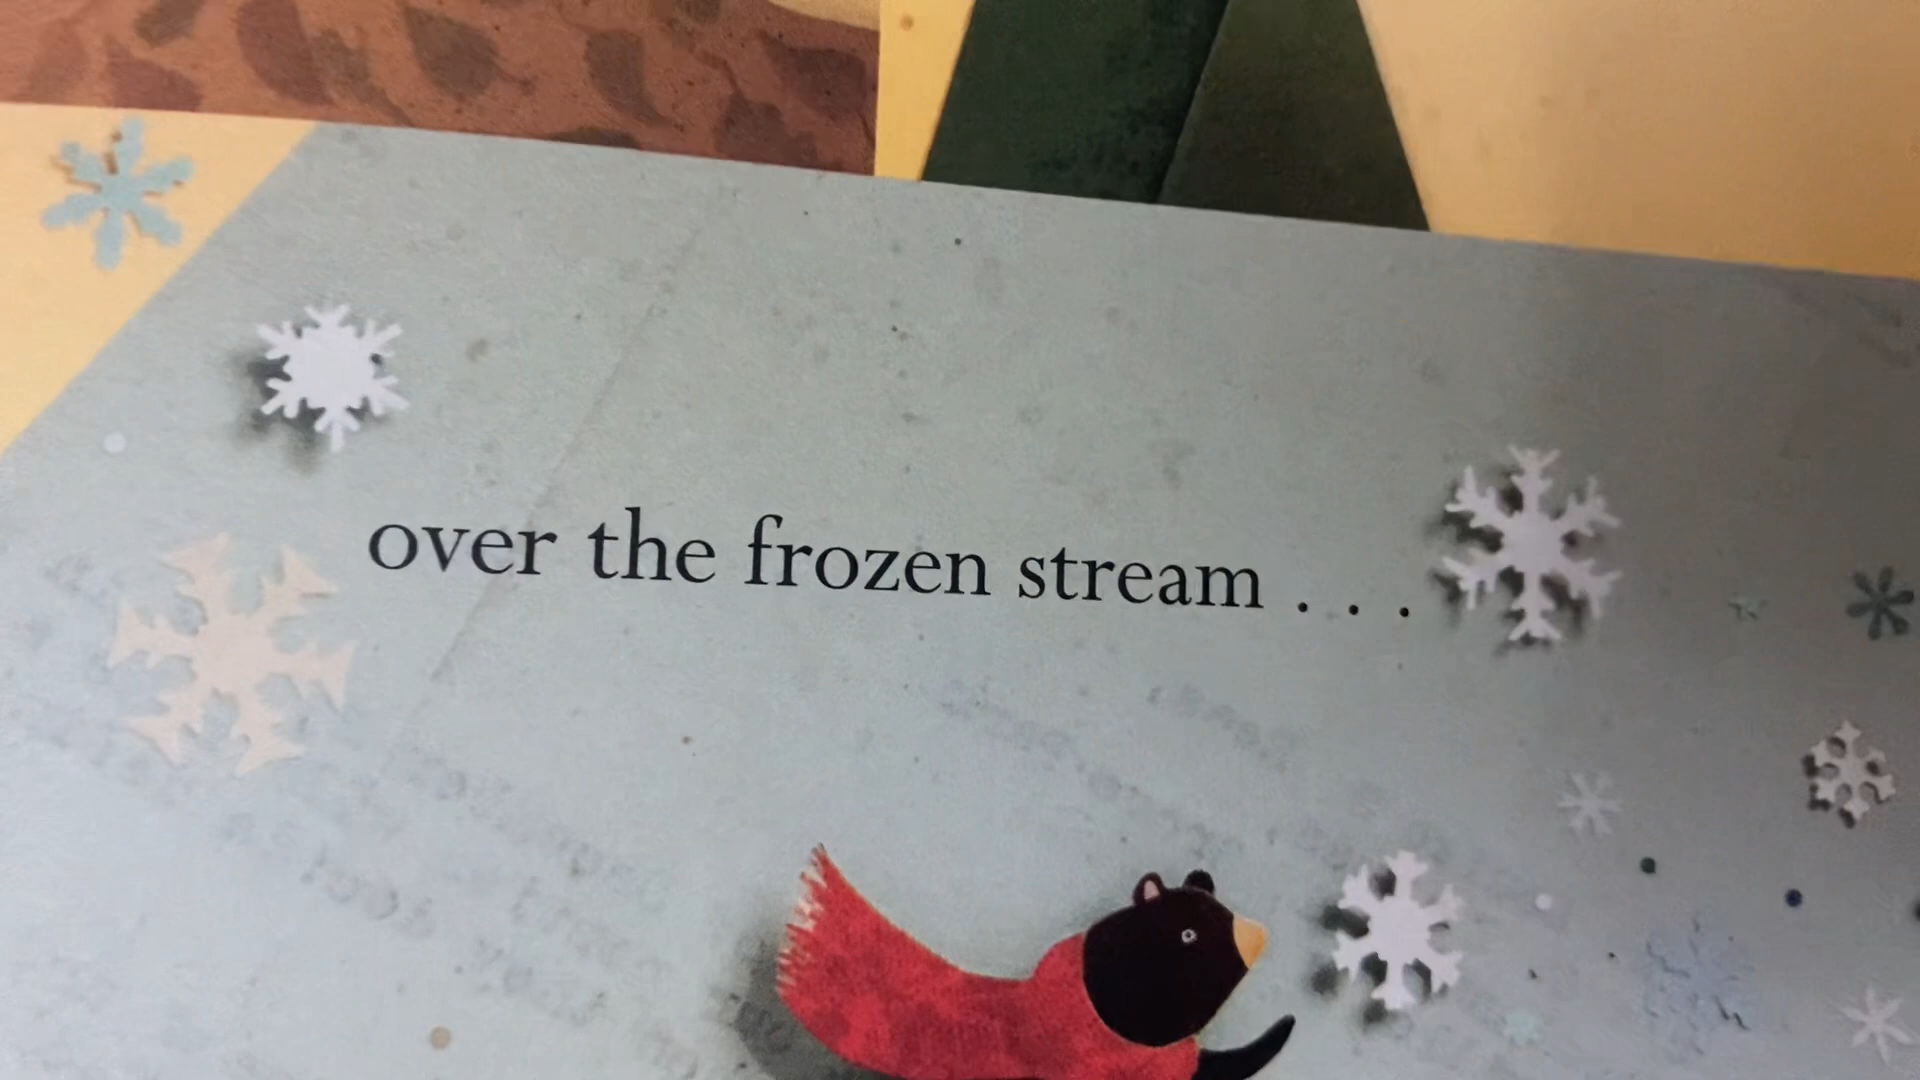 over the frozen stream . . .